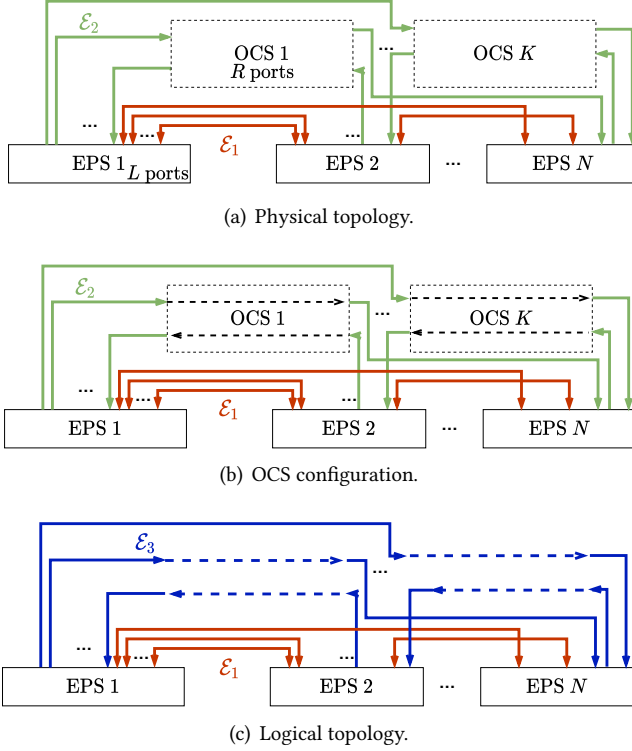 ℰ₂
OCS 1
R ports
...
OCS K
...
...
ℰ₁
...
EPS 1
L ports
EPS 2
...
EPS N
(a) Physical topology.
ℰ₂
OCS 1
...
OCS K
...
...
ℰ₁
...
EPS 1
EPS 2
...
EPS N
(b) OCS configuration.
ℰ₃
...
...
...
ℰ₁
...
EPS 1
EPS 2
...
EPS N
(c) Logical topology.